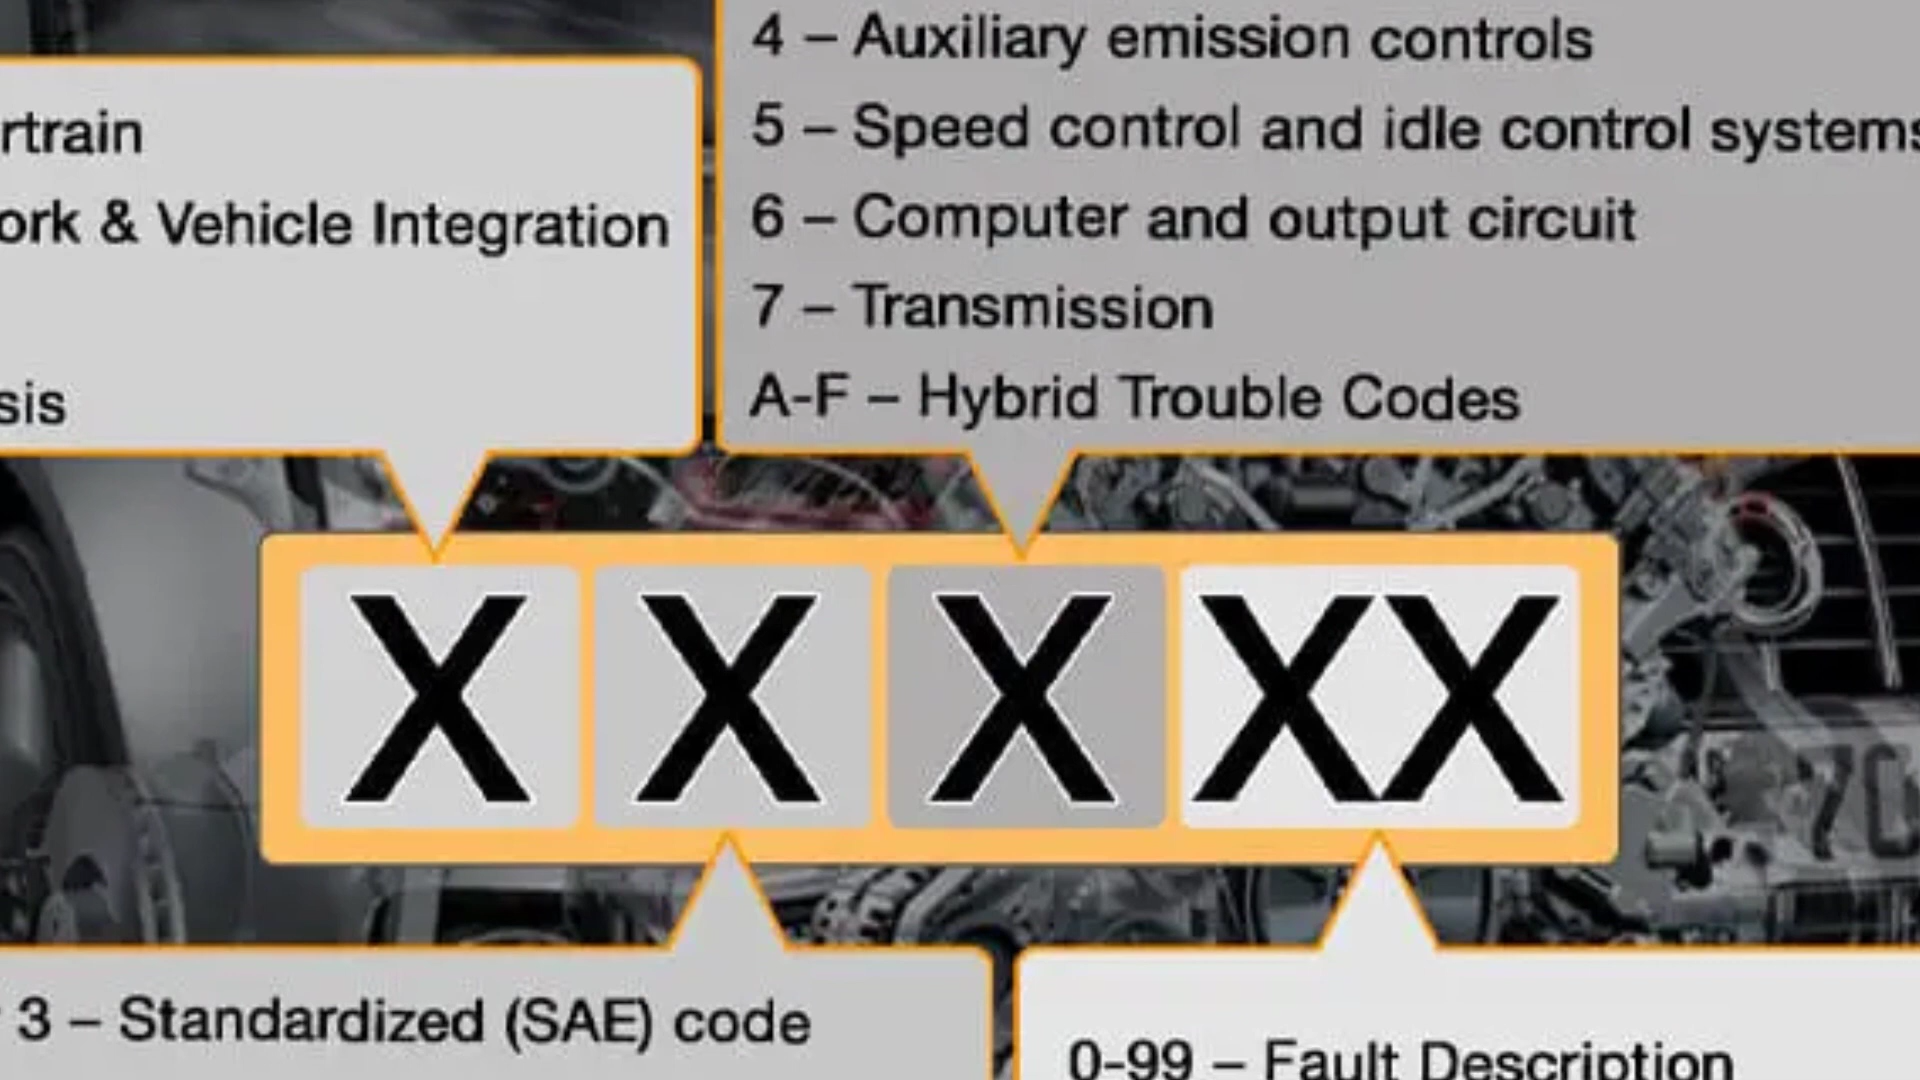 rtrain
ork & Vehicle Integration
sis
4 – Auxiliary emission controls
5 – Speed control and idle control systems
6 – Computer and output circuit
7 – Transmission
A-F – Hybrid Trouble Codes
X X X XX
3 – Standardized (SAE) code
0-99 – Fault Description